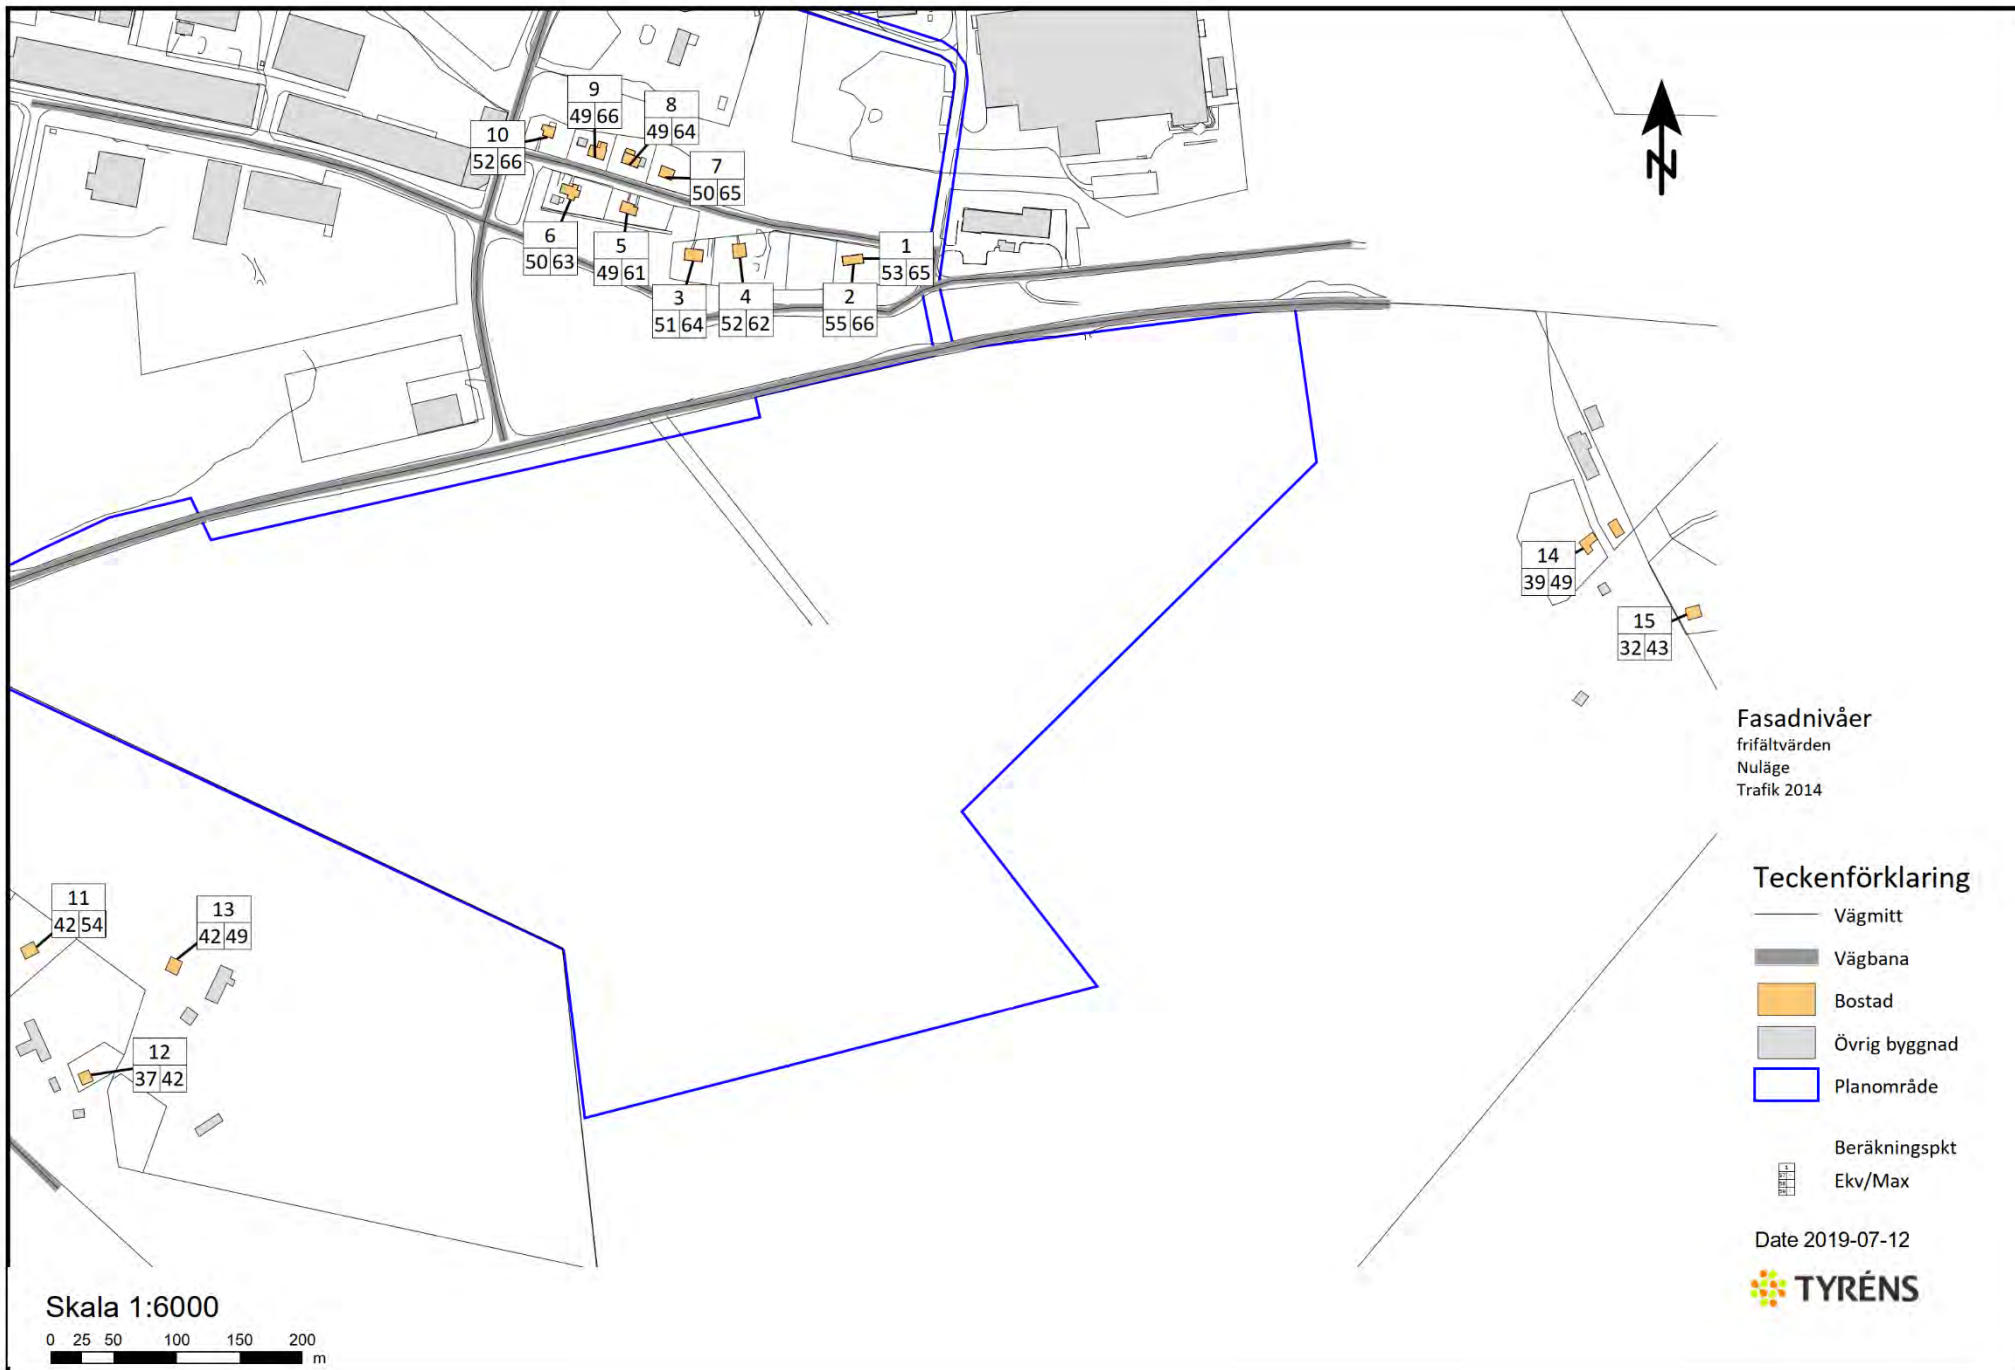 9
49 66
8
49 64
10
52 66
7
50 65
6
50 63
5
49 61
1
53 65
3
51 64
4
52 62
2
55 66
14
39 49
15
32 43
11
42 54
13
42 49
12
37 42
N
Fasadnivåer
frifältvärden
Nuläge
Trafik 2014
Teckenförklaring
Vägmitt
Vägbana
Bostad
Övrig byggnad
Planområde
Beräkningspkt
Ekv/Max
Date 2019-07-12
TYRÉNS
Skala 1:6000
0 25 50 100 150 200
m